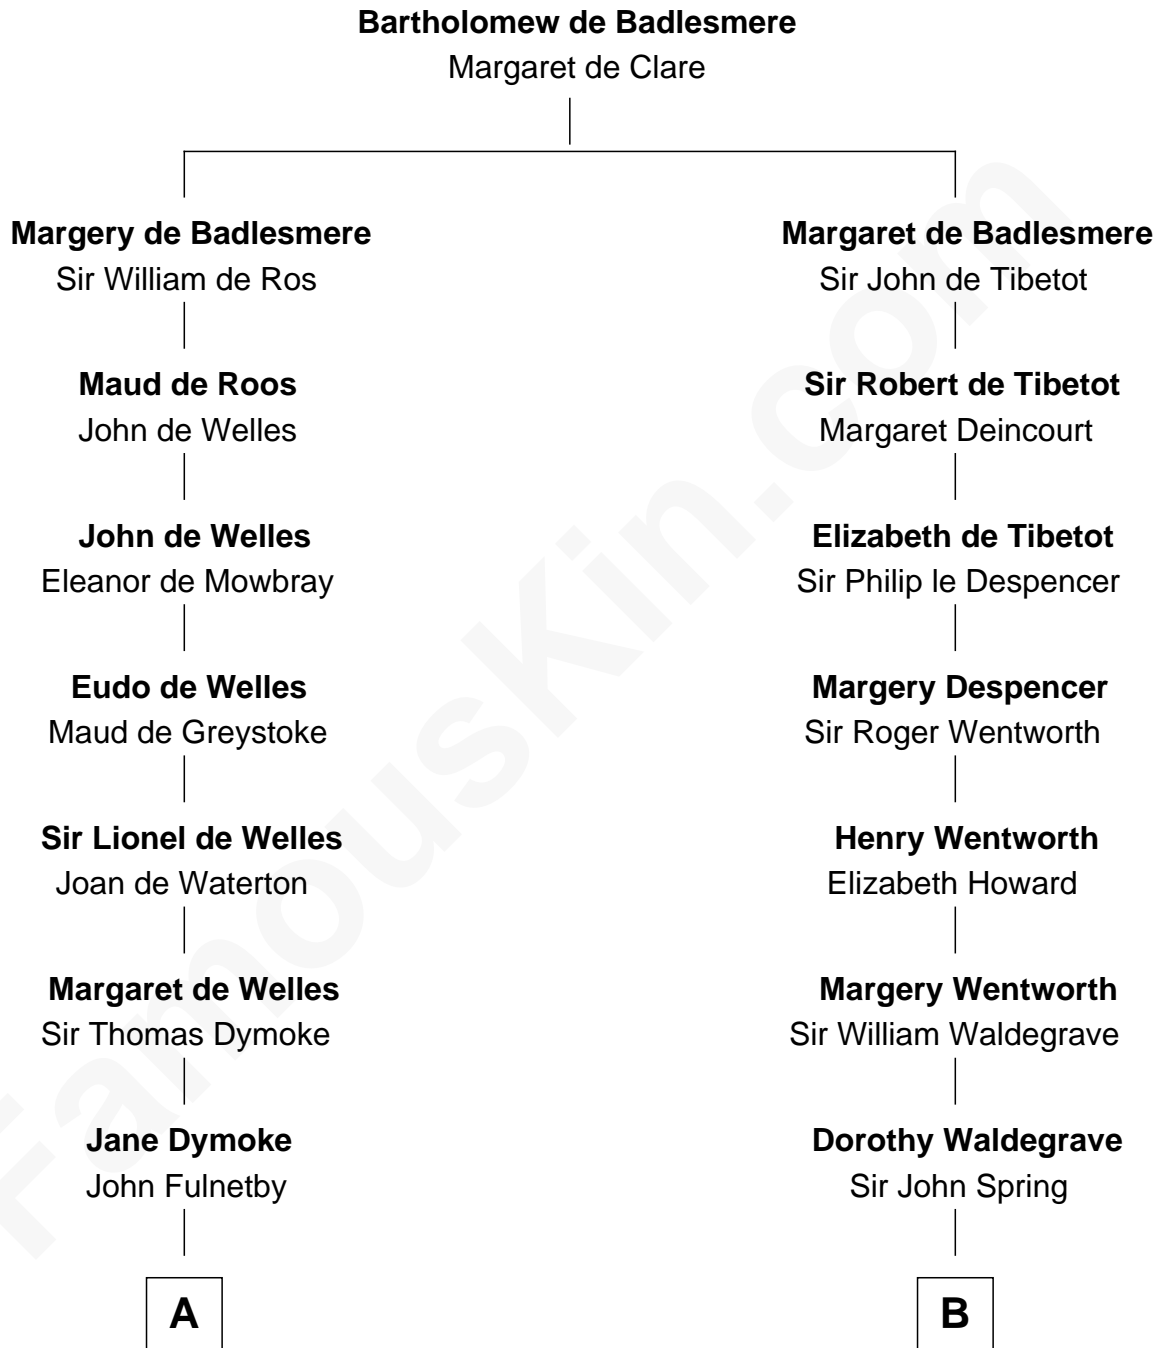 Bartholomew de Badlesmere
Margaret de Clare
Margery de Badlesmere
Sir William de Ros
Margaret de Badlesmere
Sir John de Tibetot
Maud de Roos
John de Welles
Sir Robert de Tibetot
Margaret Deincourt
John de Welles
Eleanor de Mowbray
Elizabeth de Tibetot
Sir Philip le Despencer
Eudo de Welles
Maud de Greystoke
Margery Despencer
Sir Roger Wentworth
Sir Lionel de Welles
Joan de Waterton
Henry Wentworth
Elizabeth Howard
Margaret de Welles
Sir Thomas Dymoke
Margery Wentworth
Sir William Waldegrave
Jane Dymoke
John Fulnetby
Dorothy Waldegrave
Sir John Spring
A
B
FamousKin.com